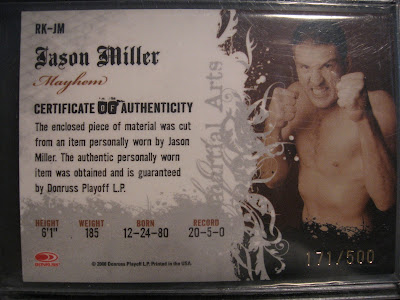 RK-JM
Jason Miller
Mayhem
CERTIFICATE OF AUTHENTICITY
The enclosed piece of material was cut
from an item personally worn by Jason
Miller. The authentic personally worn
item was obtained and is guaranteed
by Donruss Playoff L.P.
Martial Arts
HEIGHT WEIGHT BORN RECORD
6'1" 185 12-24-80 20-5-0
171/500
DONRUSS
© 2008 Donruss Playoff L.P. Printed in the USA.